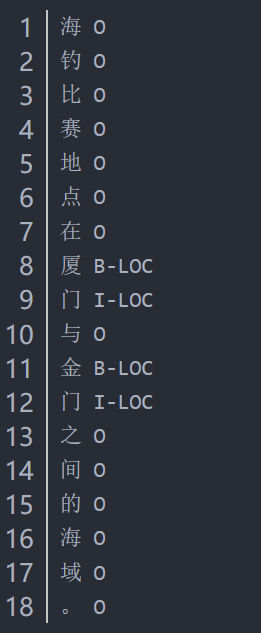 1 海 O
2 钓 O
3 比 O
4 赛 O
5 地 O
6 点 O
7 在 O
8 厦 B-LOC
9 门 I-LOC
10 与 O
11 金 B-LOC
12 门 I-LOC
13 之 O
14 间 O
15 的 O
16 海 O
17 域 O
18 。 O